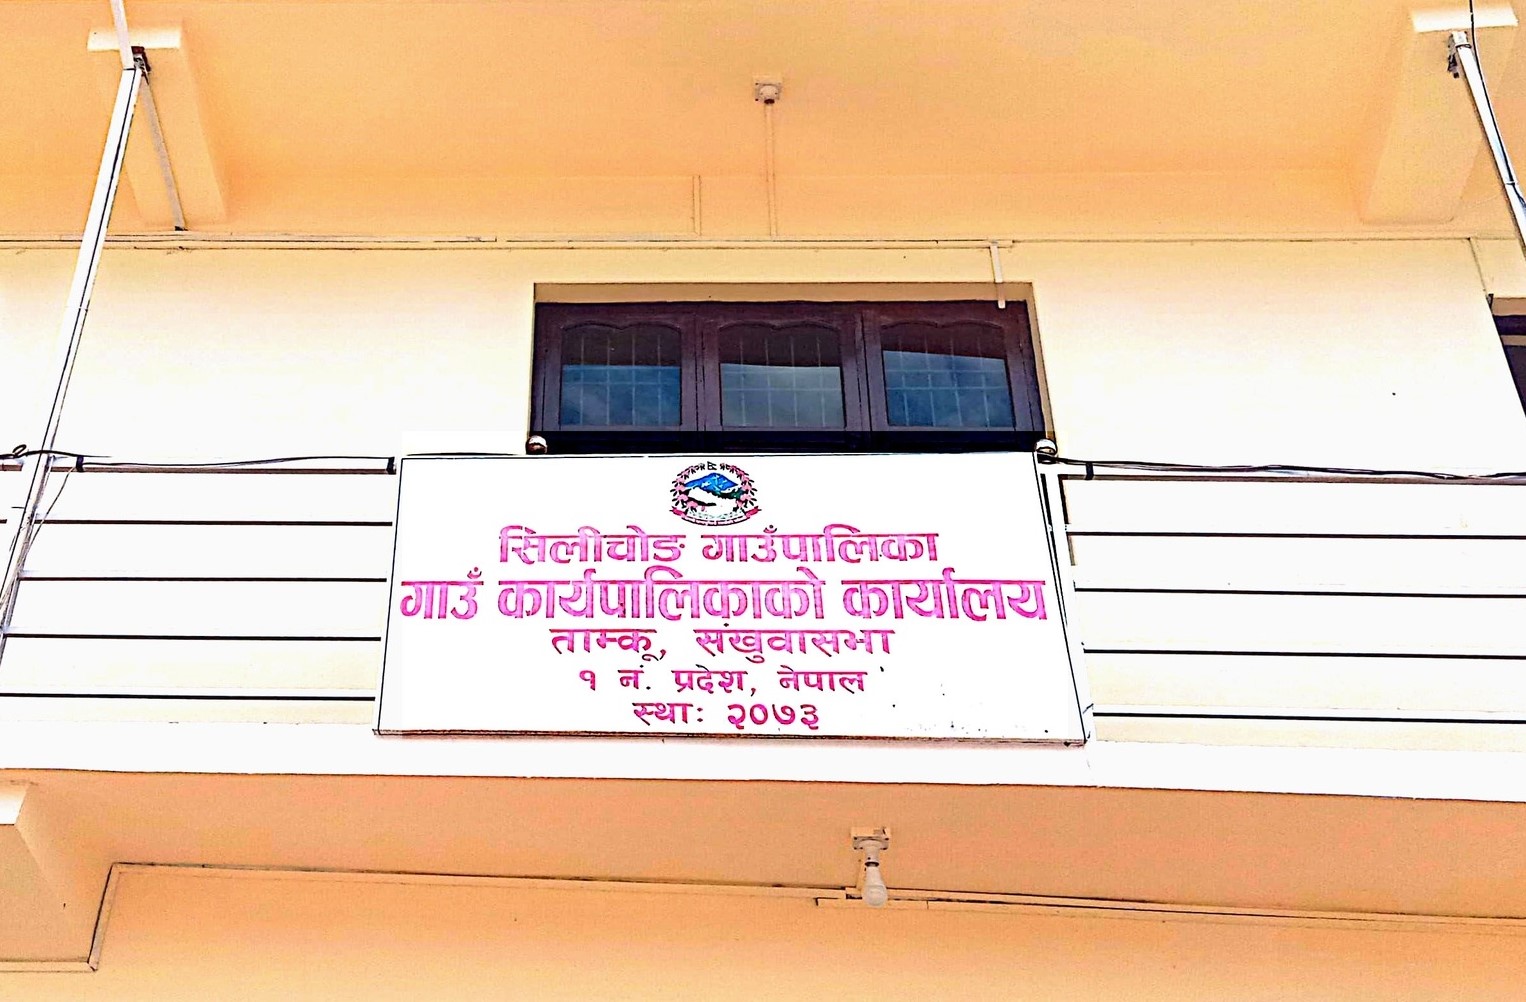 सिलीचोङ गाउँपालिका
गाउँ कार्यपालिकाको कार्यालय
ताम्कू, संखुवासभा
१ नं. प्रदेश, नेपाल
स्थाः २०७३